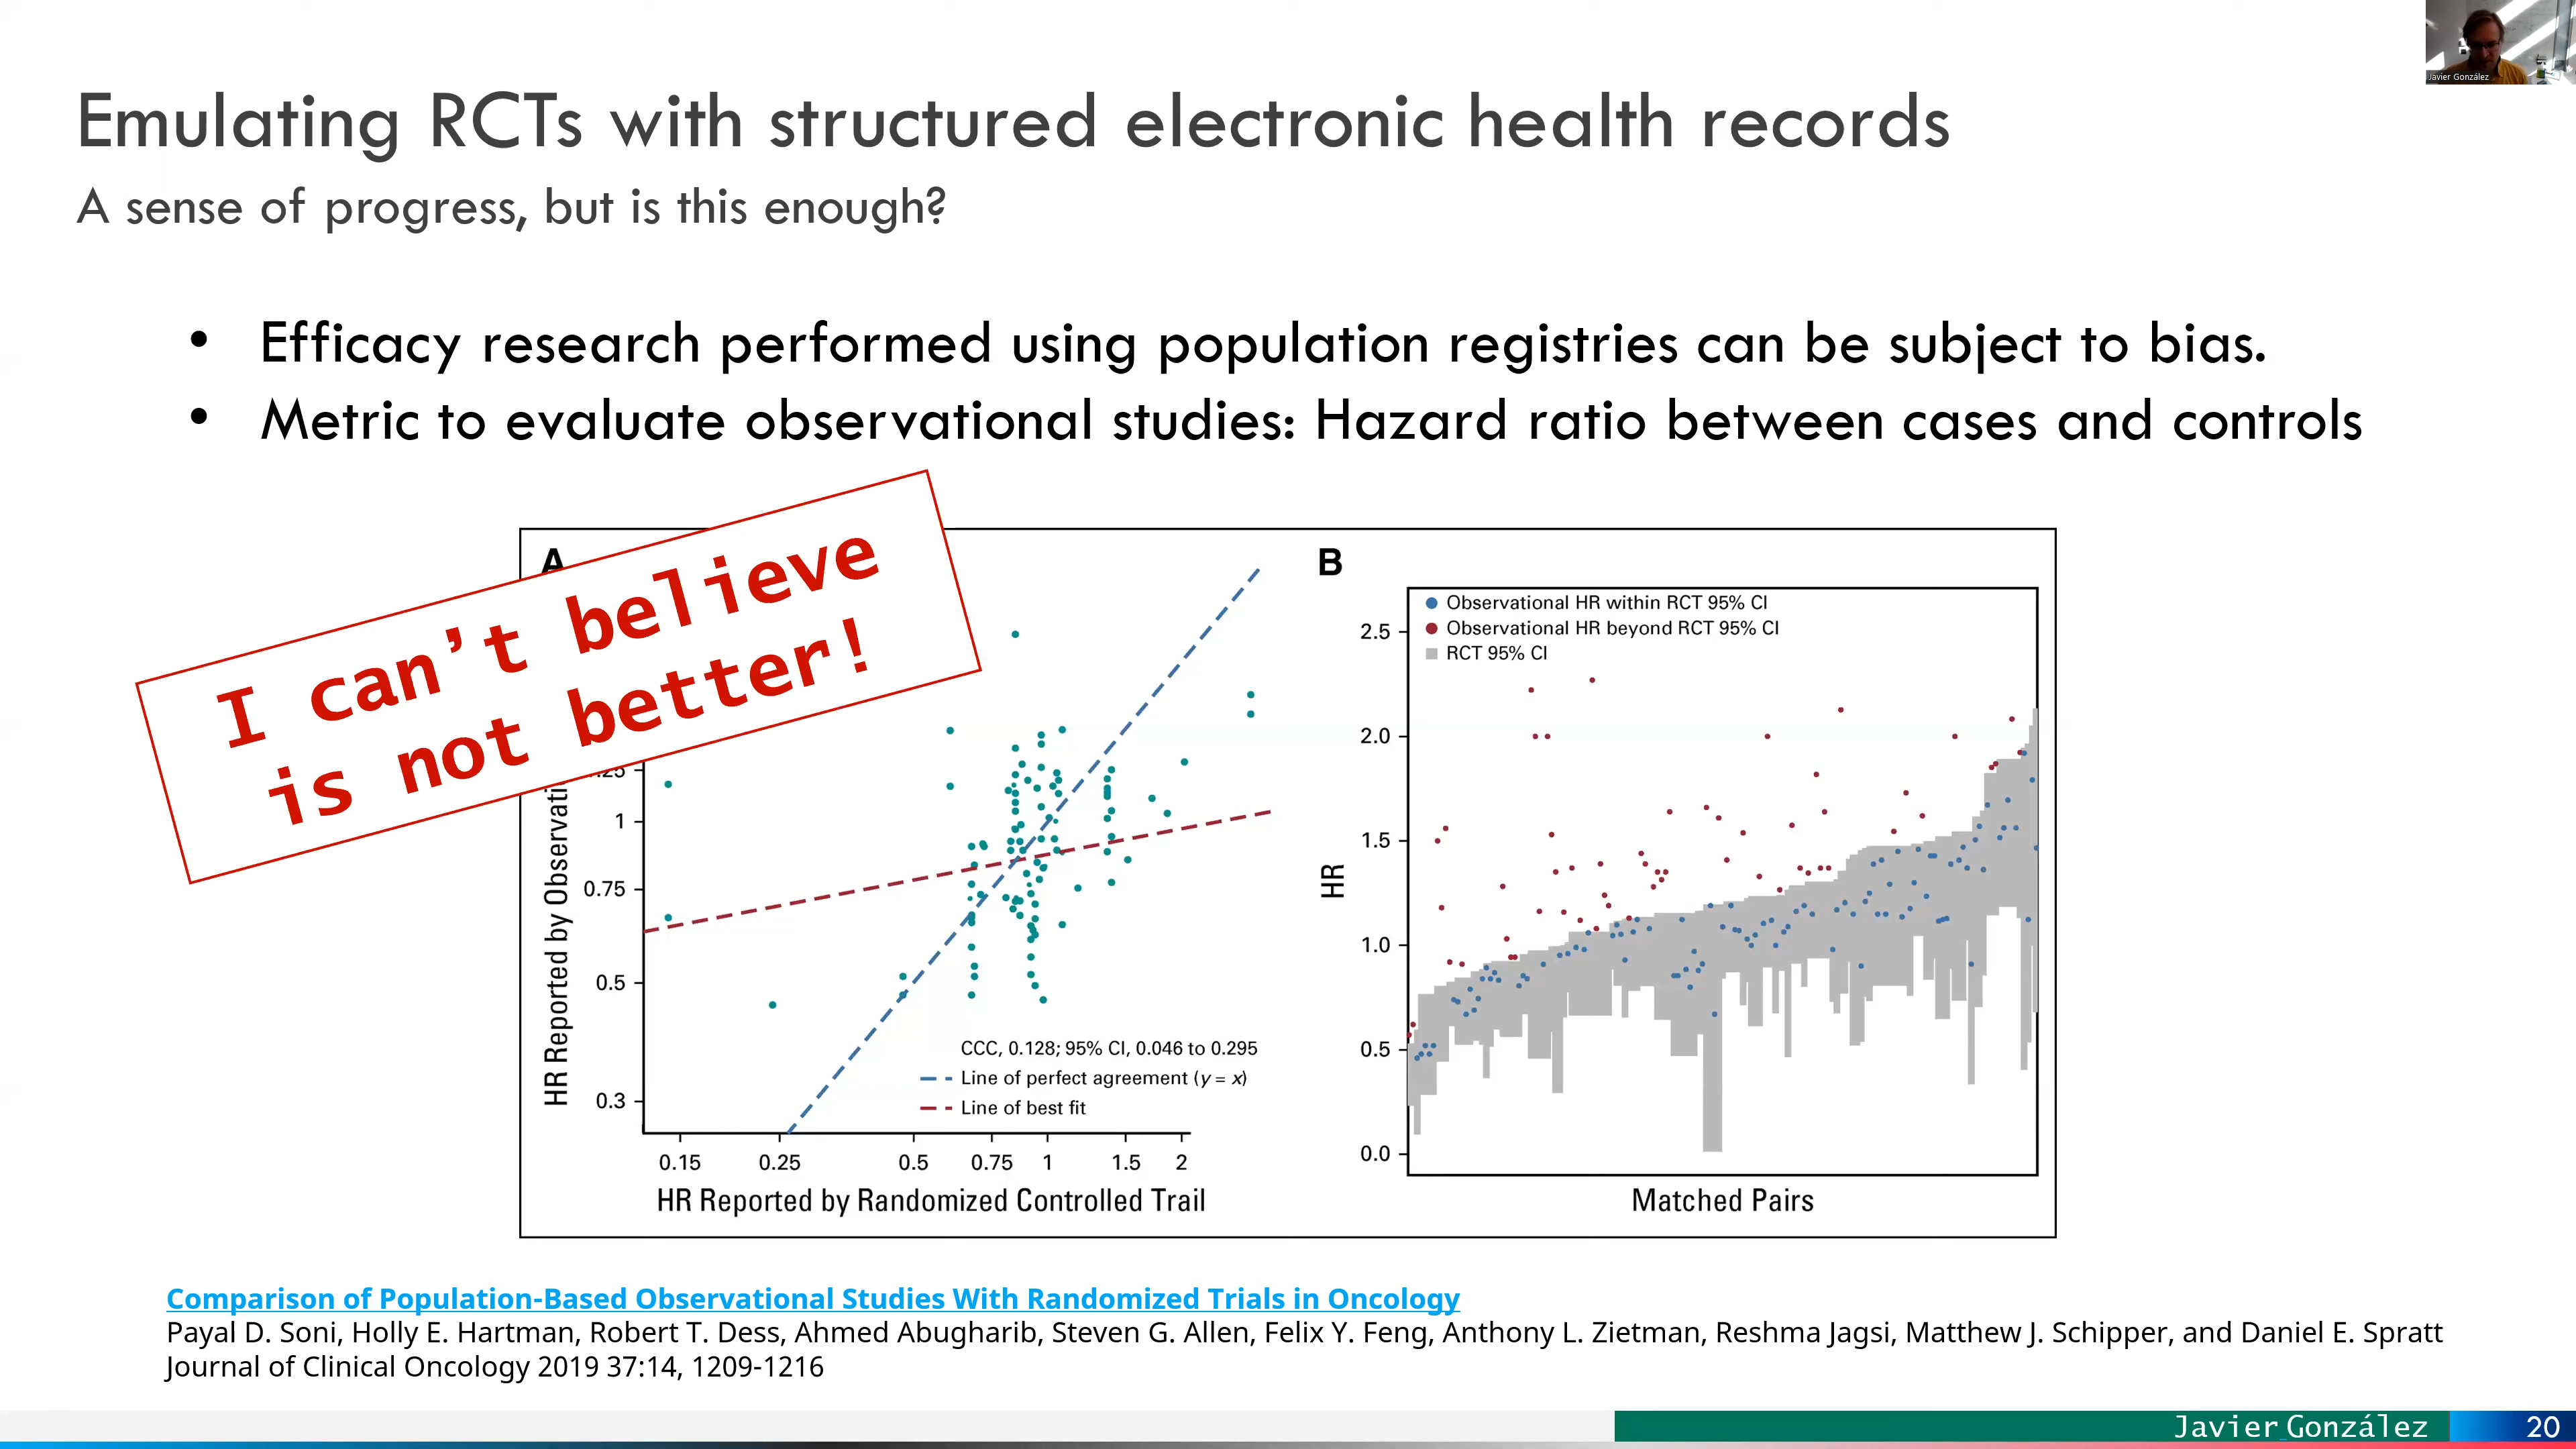 Javier González
Emulating RCTs with structured electronic health records
A sense of progress, but is this enough?
• Efficacy research performed using population registries can be subject to bias.
• Metric to evaluate observational studies: Hazard ratio between cases and controls
I can't believe
is not better!
A
HR Reported by
1
0.75
0.5
0.3
0.15 0.25 0.5 0.75 1 1.5 2
CCC, 0.128; 95% CI, 0.046 to 0.295
Line of perfect agreement (y = x)
Line of best fit
HR Reported by Randomized Controlled Trail
B
Observational HR within RCT 95% CI
Observational HR beyond RCT 95% CI
RCT 95% CI
HR
2.5
2.0
1.5
1.0
0.5
0.0
Matched Pairs
Comparison of Population-Based Observational Studies With Randomized Trials in Oncology
Payal D. Soni, Holly E. Hartman, Robert T. Dess, Ahmed Abugharib, Steven G. Allen, Felix Y. Feng, Anthony L. Zietman, Reshma Jagsi, Matthew J. Schipper, and Daniel E. Spratt
Journal of Clinical Oncology 2019 37:14, 1209-1216
Javier González 20